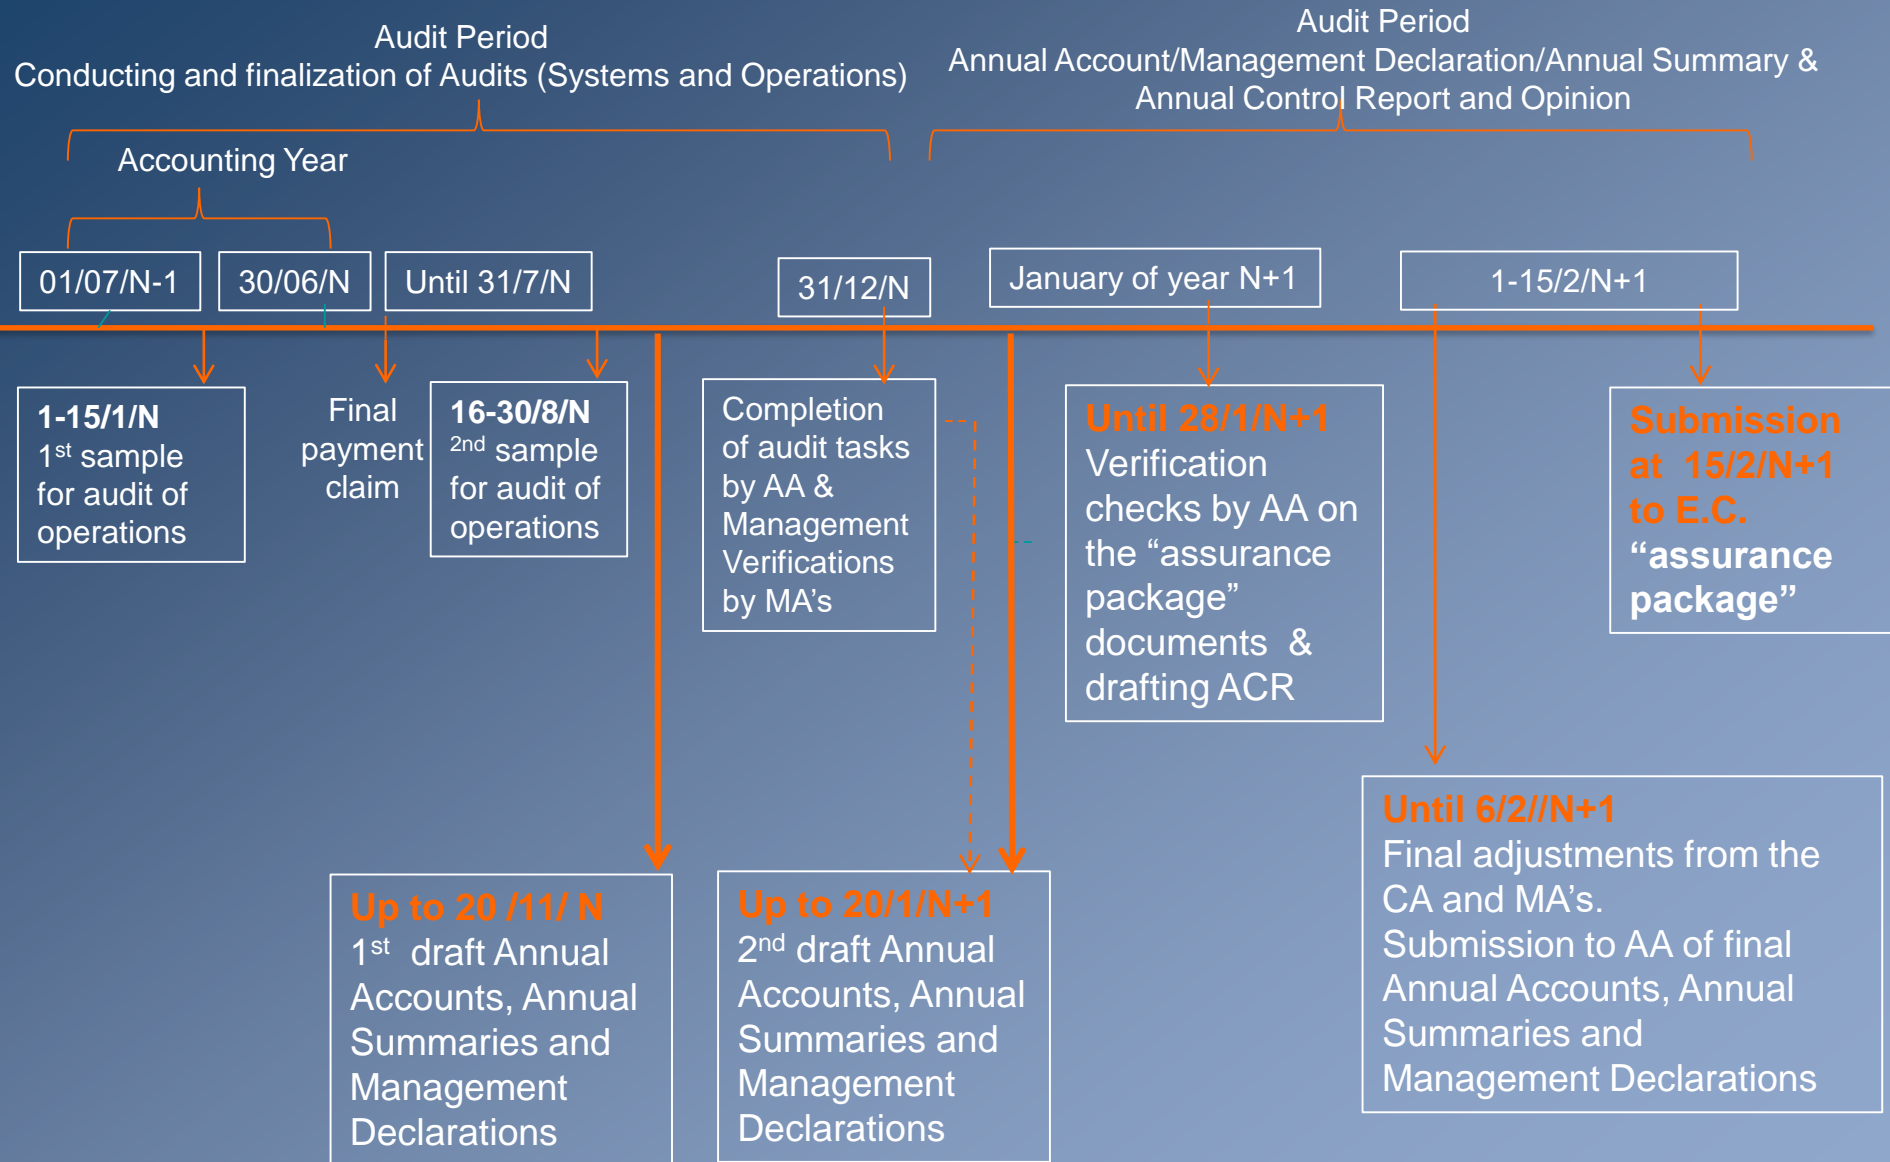 Audit Period
Conducting and finalization of Audits (Systems and Operations)
Audit Period
Annual Account/Management Declaration/Annual Summary &
Annual Control Report and Opinion
Accounting Year
01/07/N-1
30/06/N
Until 31/7/N
31/12/N
January of year N+1
1-15/2/N+1
1-15/1/N
1st sample
for audit of
operations
Final
payment
claim
16-30/8/N
2nd sample
for audit of
operations
Completion
of audit tasks
by AA &
Management
Verifications
by MA's
Until 28/1/N+1
Verification
checks by AA on
the “assurance
package”
documents &
drafting ACR
Submission
at 15/2/N+1
to E.C.
“assurance
package”
Up to 20 /11/ N
1st draft Annual
Accounts, Annual
Summaries and
Management
Declarations
Up to 20/1/N+1
2nd draft Annual
Accounts, Annual
Summaries and
Management
Declarations
Until 6/2//N+1
Final adjustments from the
CA and MA's.
Submission to AA of final
Annual Accounts, Annual
Summaries and
Management Declarations